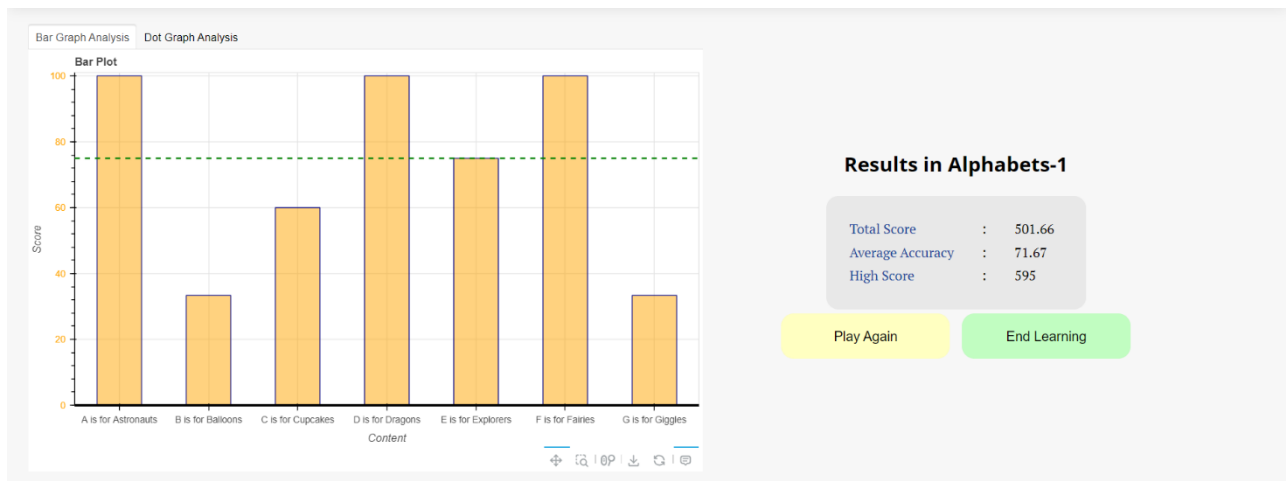 Bar Graph Analysis Dot Graph Analysis
Bar Plot
100
80
60
40
20
0
Score
A is for Astronauts B is for Balloons C is for Cupcakes D is for Dragons E is for Explorers F is for Fairies G is for Giggles
Content
Results in Alphabets-1
Total Score : 501.66
Average Accuracy : 71.67
High Score : 595
Play Again End Learning